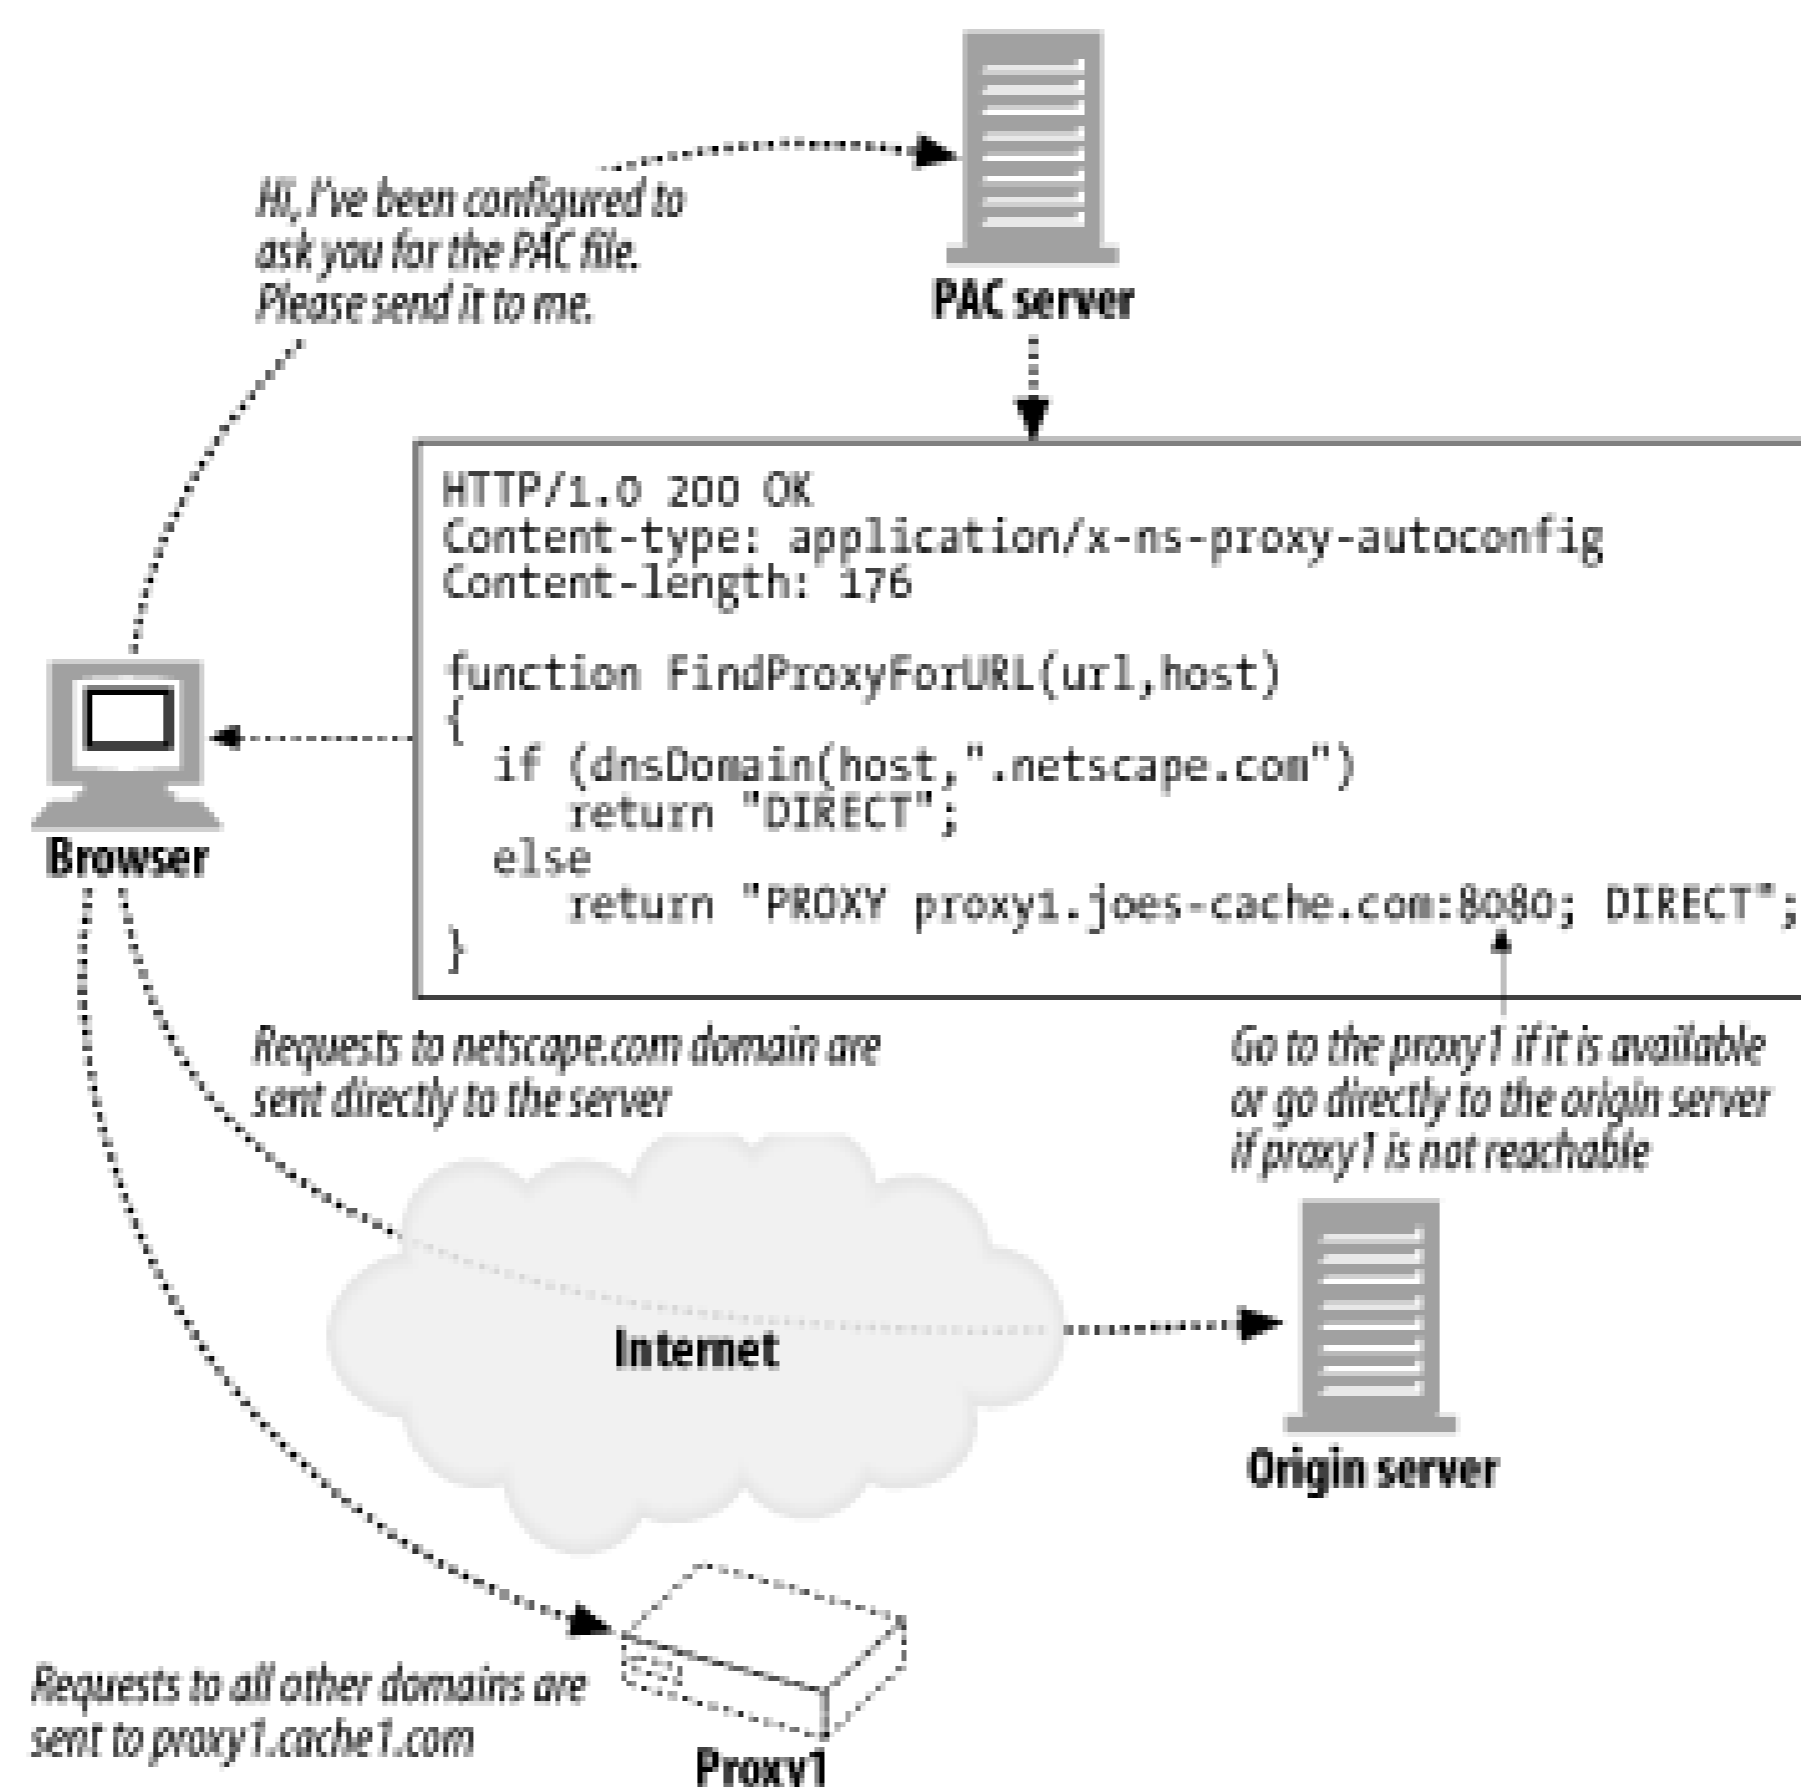 Hi, I've been configured to
ask you for the PAC file.
Please send it to me.
PAC server
HTTP/1.0 200 OK
Content-type: application/x-ns-proxy-autoconfig
Content-length: 176
function FindProxyForURL(url,host)
{
if (dnsDomain(host,".netscape.com")
return "DIRECT";
else
return "PROXY proxy1.joes-cache.com:8080; DIRECT";
}
Browser
Requests to netscape.com domain are
sent directly to the server
Go to the proxy1 if it is available
or go directly to the origin server
if proxy1 is not reachable
Internet
Origin server
Requests to all other domains are
sent to proxy1.cache1.com
Proxy1